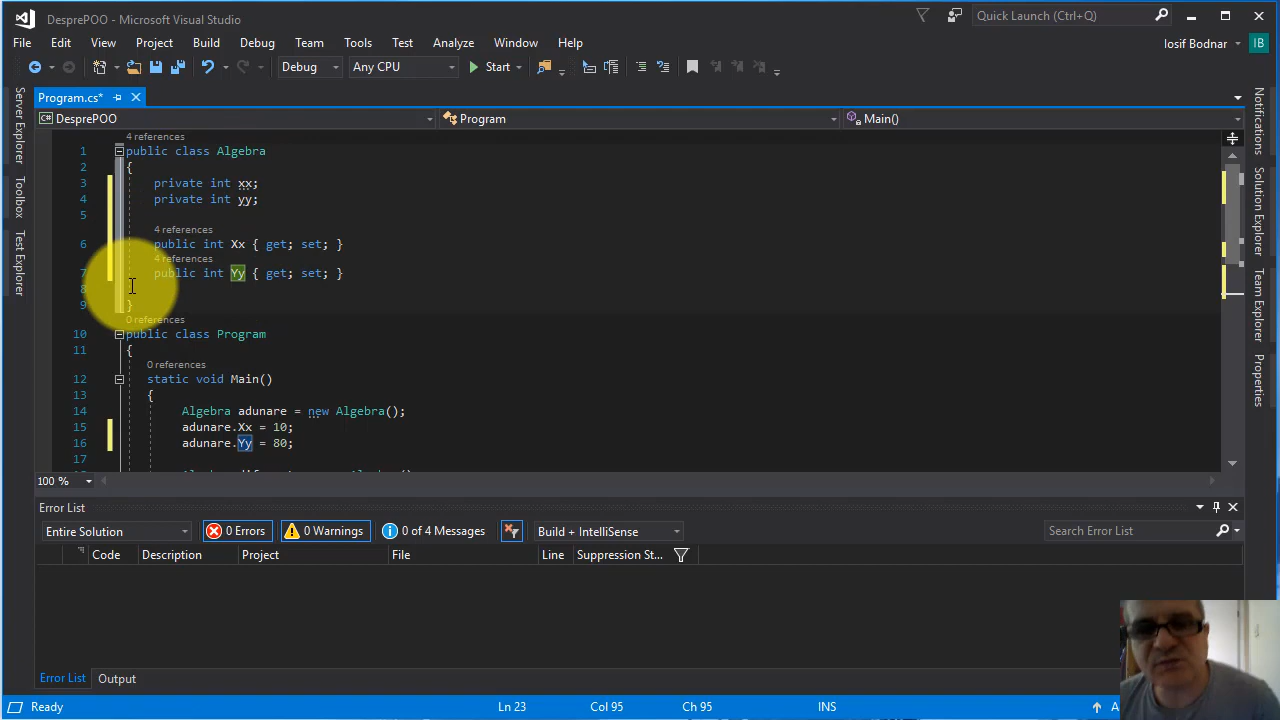 DesprePOO - Microsoft Visual Studio
Quick Launch (Ctrl+Q)
File Edit View Project Build Debug Team Tools Test Analyze Window Help
Iosif Bodnar IB
Debug Any CPU Start
Program.cs*
DesprePOO Program Main()
Server Explorer
Toolbox
Test Explorer
4 references
1 public class Algebra
2 {
3 private int xx;
4 private int yy;
5
4 references
6 public int Xx { get; set; }
4 references
7 public int Yy { get; set; }
8
9 }
0 references
10 public class Program
11 {
0 references
12 static void Main()
13 {
14 Algebra adunare = new Algebra();
15 adunare.Xx = 10;
16 adunare.Yy = 80;
17
100 %
Notifications
Solution Explorer
Team Explorer
Properties
Error List
Entire Solution 0 Errors 0 Warnings 0 of 4 Messages Build + IntelliSense Search Error List
Code Description Project File Line Suppression St...
Error List Output
Ready Ln 23 Col 95 Ch 95 INS